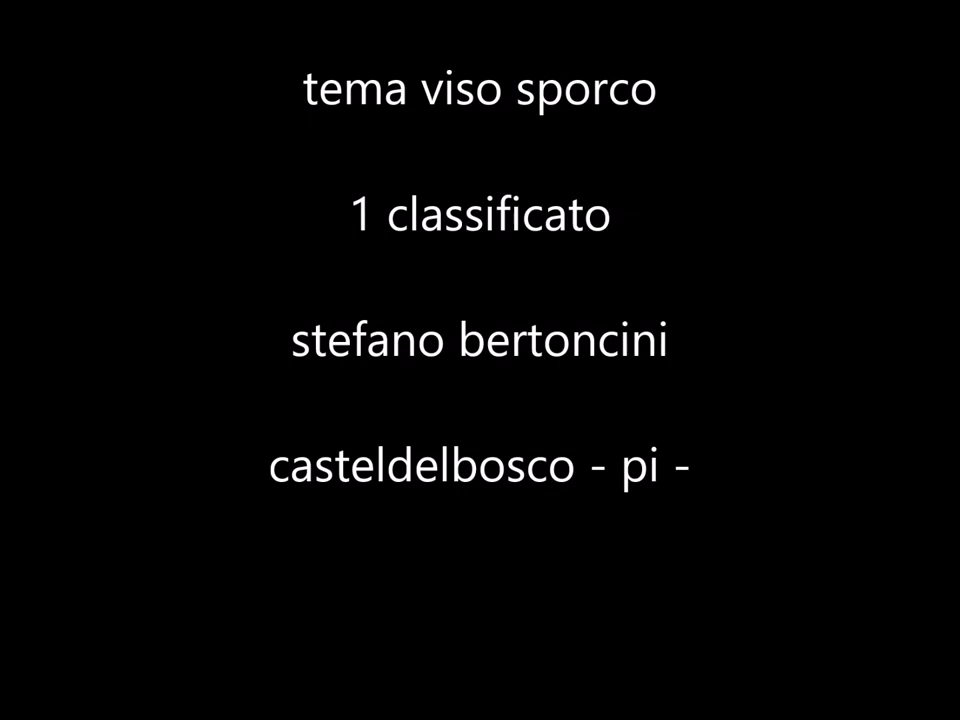 tema viso sporco
1 classificato
stefano bertoncini
casteldelbosco - pi -